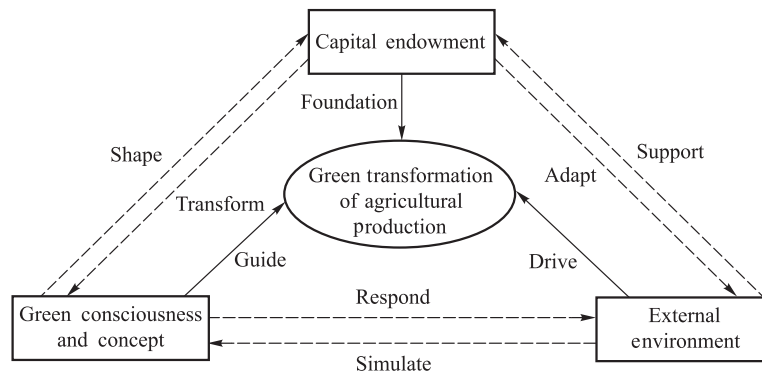 Capital endowment
Foundation
Shape
Support
Green transformation
of agricultural
production
Transform
Adapt
Guide
Drive
Green consciousness
and concept
Respond
External
environment
Simulate